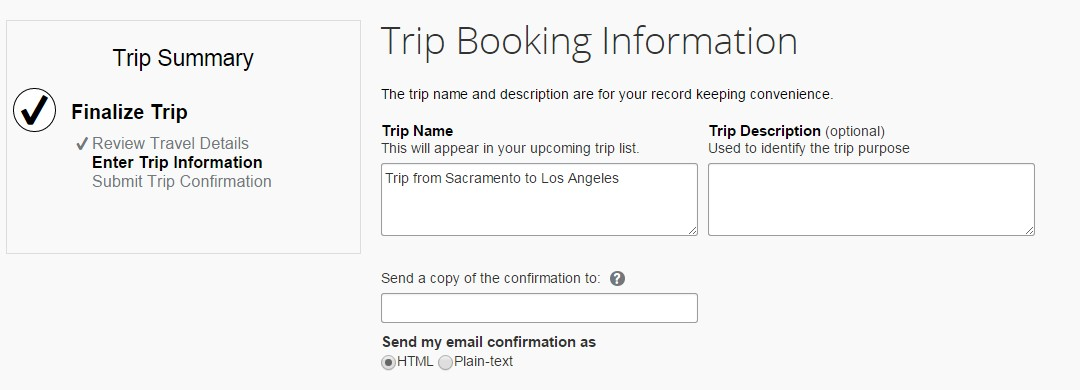 Trip Summary
Finalize Trip
Review Travel Details
Enter Trip Information
Submit Trip Confirmation
Trip Booking Information
The trip name and description are for your record keeping convenience.
Trip Name
This will appear in your upcoming trip list.
Trip from Sacramento to Los Angeles
Trip Description (optional)
Used to identify the trip purpose
Send a copy of the confirmation to: ?
Send my email confirmation as
HTML Plain-text